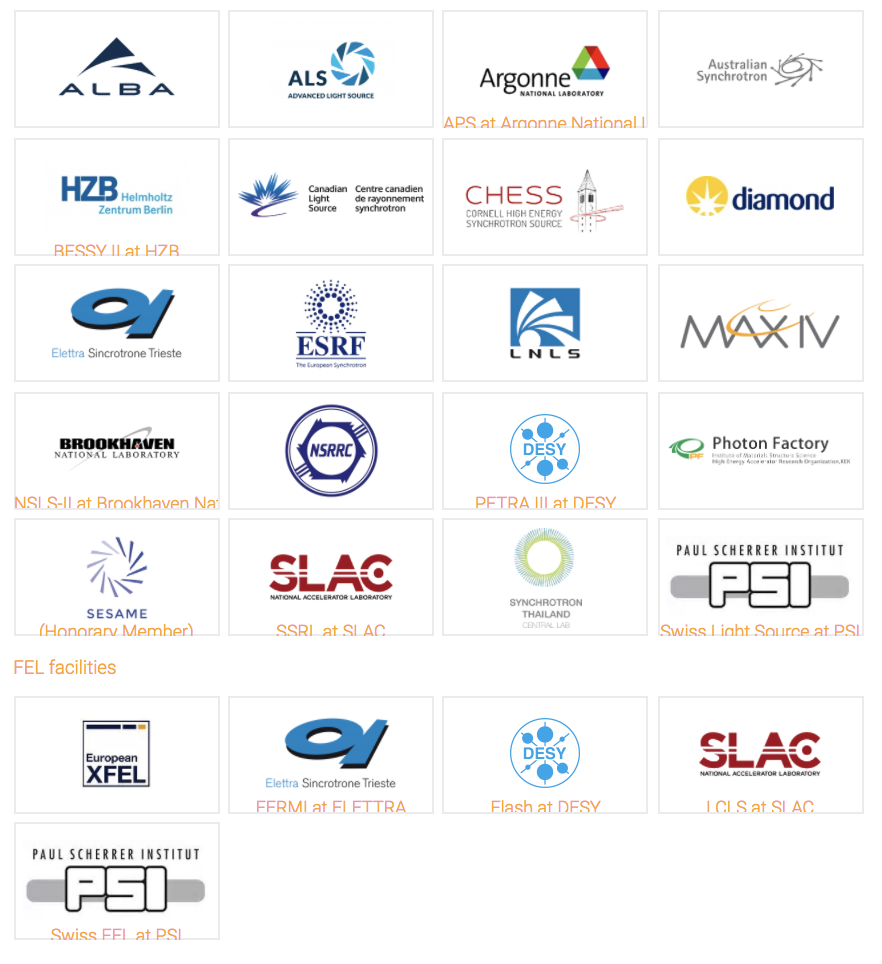 ALBA
ALS
ADVANCED LIGHT SOURCE
Argonne
NATIONAL LABORATORY
APS at Argonne National
Australian
Synchrotron
HZB Helmholtz
Zentrum Berlin
BESSY II at HZB
Canadian
Light
Source
Centre canadien
de rayonnement
synchrotron
CHESS
CORNELL HIGH ENERGY
SYNCHROTRON SOURCE
diamond
Elettra Sincrotrone Trieste
ESRF
The European Synchrotron
LNLS
MAX IV
BROOKHAVEN
NATIONAL LABORATORY
NSLS-II at Brookhaven Nat
NSRRC
DESY
PETRA III at DESY
PF
Photon Factory
Institute of Materials Structure Science
High Energy Accelerator Research Organization, KEK
SESAME
(Honorary Member)
SLAC
NATIONAL ACCELERATOR LABORATORY
SSRL at SLAC
SYNCHROTRON
THAILAND
CENTRAL LAB
PAUL SCHERRER INSTITUT
PSI
Swiss Light Source at PSI
FEL facilities
European
XFEL
Elettra Sincrotrone Trieste
FERMI at ELETTRA
DESY
Flash at DESY
SLAC
NATIONAL ACCELERATOR LABORATORY
LCLS at SLAC
PAUL SCHERRER INSTITUT
PSI
Swiss FEL at PSI